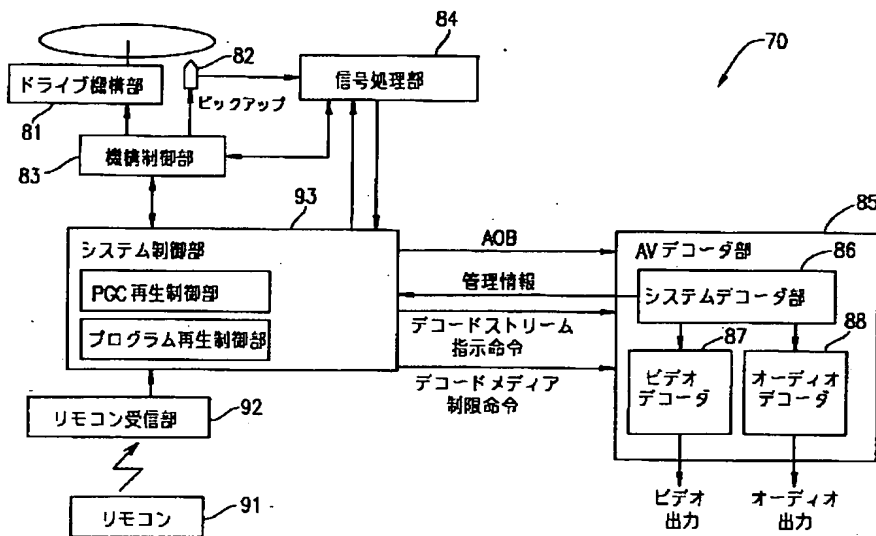 84
70
82
信号処理部
ドライブ機構部
ピックアップ
81
機構制御部
83
93
85
システム制御部
AOB
AVデコーダ部
86
管理情報
システムデコーダ部
PGC再生制御部
デコードストリーム
指示命令
プログラム再生制御部
87
88
デコードメディア
制限命令
ビデオ
デコーダ
オーディオ
デコーダ
リモコン受信部
92
ビデオ
出力
オーディオ
出力
リモコン
91